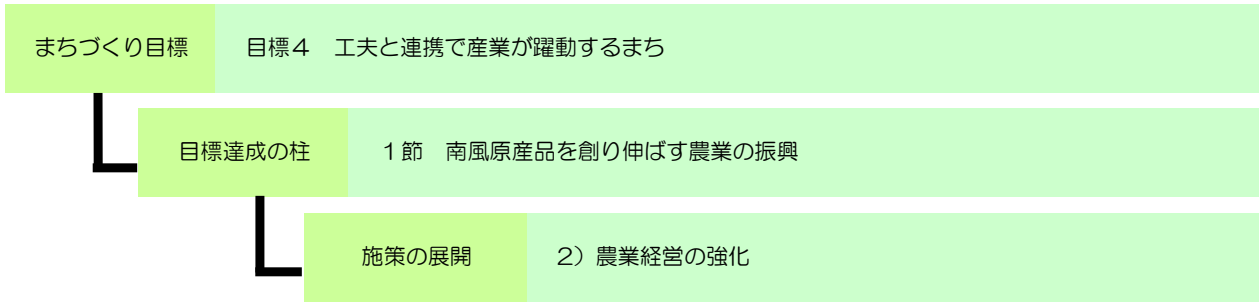 まちづくり目標　目標４　工夫と連携で産業が躍動するまち
目標達成の柱　１節　南風原産品を創り伸ばす農業の振興
施策の展開　２）農業経営の強化